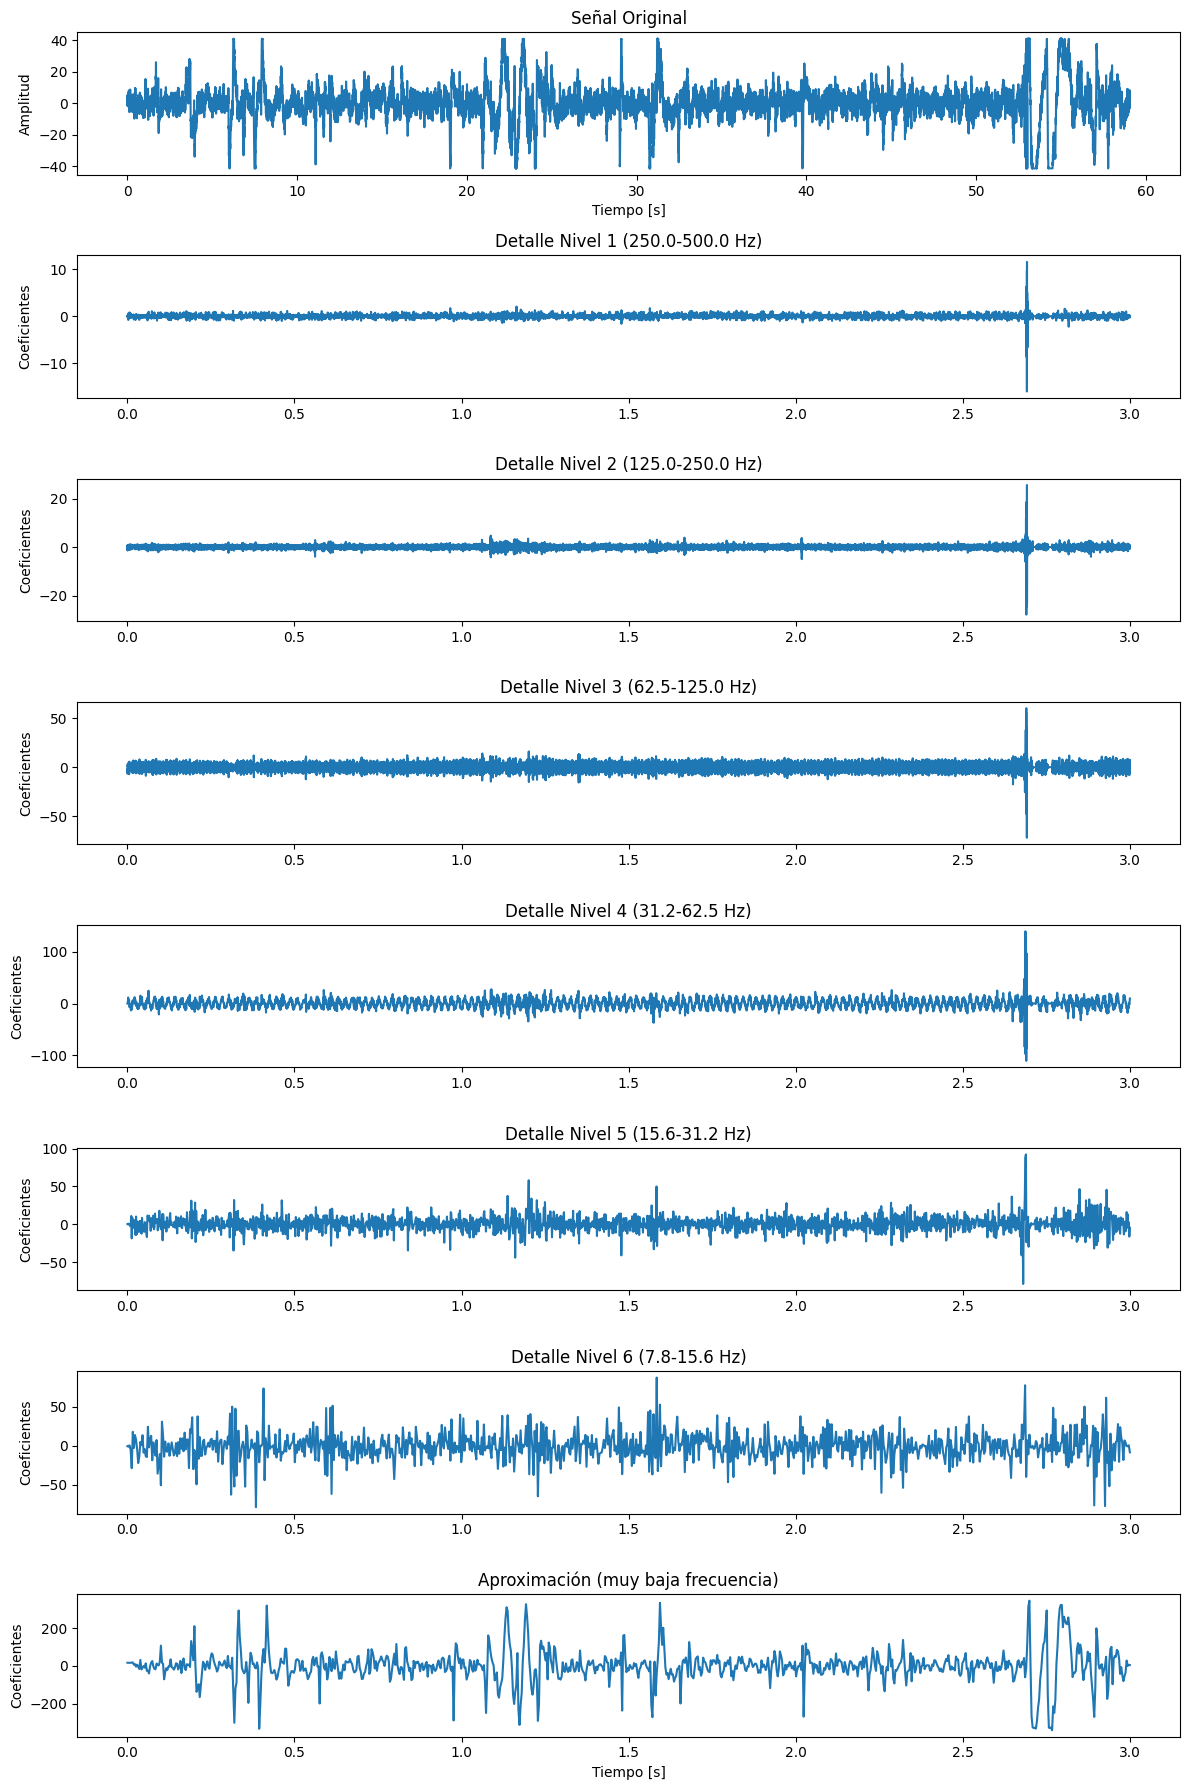 Señal Original
Amplitud
40
20
0
−20
−40
0 10 20 30 40 50 60
Tiempo [s]
Detalle Nivel 1 (250.0-500.0 Hz)
Coeficientes
10
0
−10
0.0 0.5 1.0 1.5 2.0 2.5 3.0
Detalle Nivel 2 (125.0-250.0 Hz)
Coeficientes
20
0
−20
0.0 0.5 1.0 1.5 2.0 2.5 3.0
Detalle Nivel 3 (62.5-125.0 Hz)
Coeficientes
50
0
−50
0.0 0.5 1.0 1.5 2.0 2.5 3.0
Detalle Nivel 4 (31.2-62.5 Hz)
Coeficientes
100
0
−100
0.0 0.5 1.0 1.5 2.0 2.5 3.0
Detalle Nivel 5 (15.6-31.2 Hz)
Coeficientes
100
50
0
−50
0.0 0.5 1.0 1.5 2.0 2.5 3.0
Detalle Nivel 6 (7.8-15.6 Hz)
Coeficientes
50
0
−50
0.0 0.5 1.0 1.5 2.0 2.5 3.0
Aproximación (muy baja frecuencia)
Coeficientes
200
0
−200
0.0 0.5 1.0 1.5 2.0 2.5 3.0
Tiempo [s]